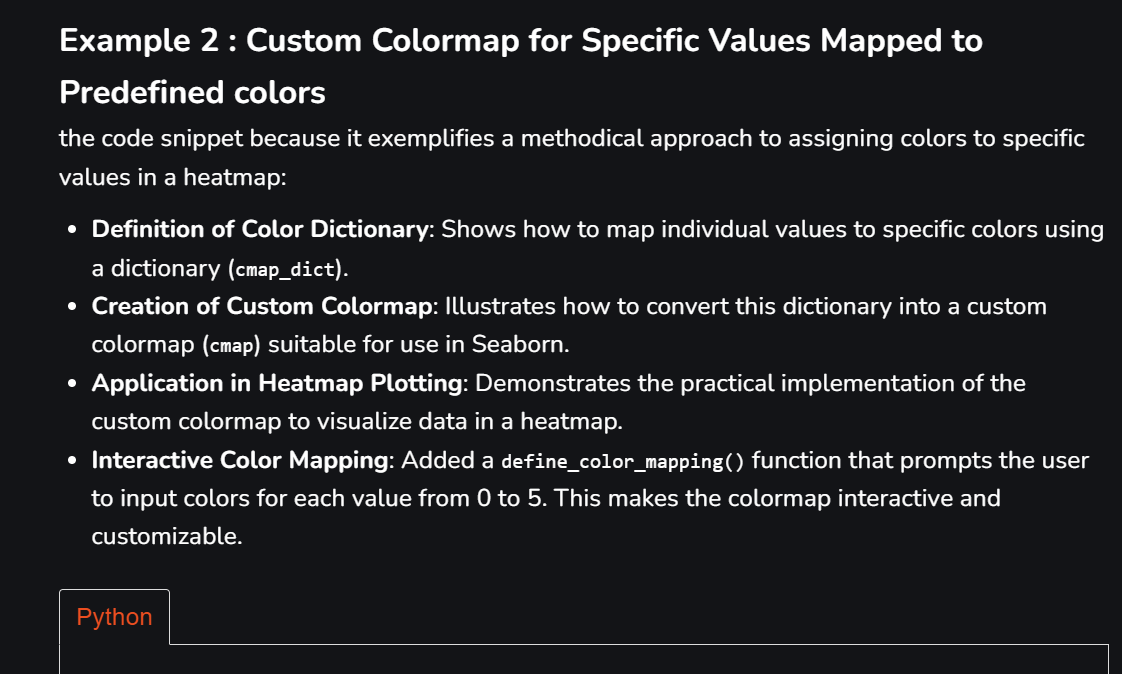 Example 2 : Custom Colormap for Specific Values Mapped to
Predefined colors
the code snippet because it exemplifies a methodical approach to assigning colors to specific
values in a heatmap:
• Definition of Color Dictionary: Shows how to map individual values to specific colors using
a dictionary (cmap_dict).
• Creation of Custom Colormap: Illustrates how to convert this dictionary into a custom
colormap (cmap) suitable for use in Seaborn.
• Application in Heatmap Plotting: Demonstrates the practical implementation of the
custom colormap to visualize data in a heatmap.
• Interactive Color Mapping: Added a define_color_mapping() function that prompts the user
to input colors for each value from 0 to 5. This makes the colormap interactive and
customizable.
Python